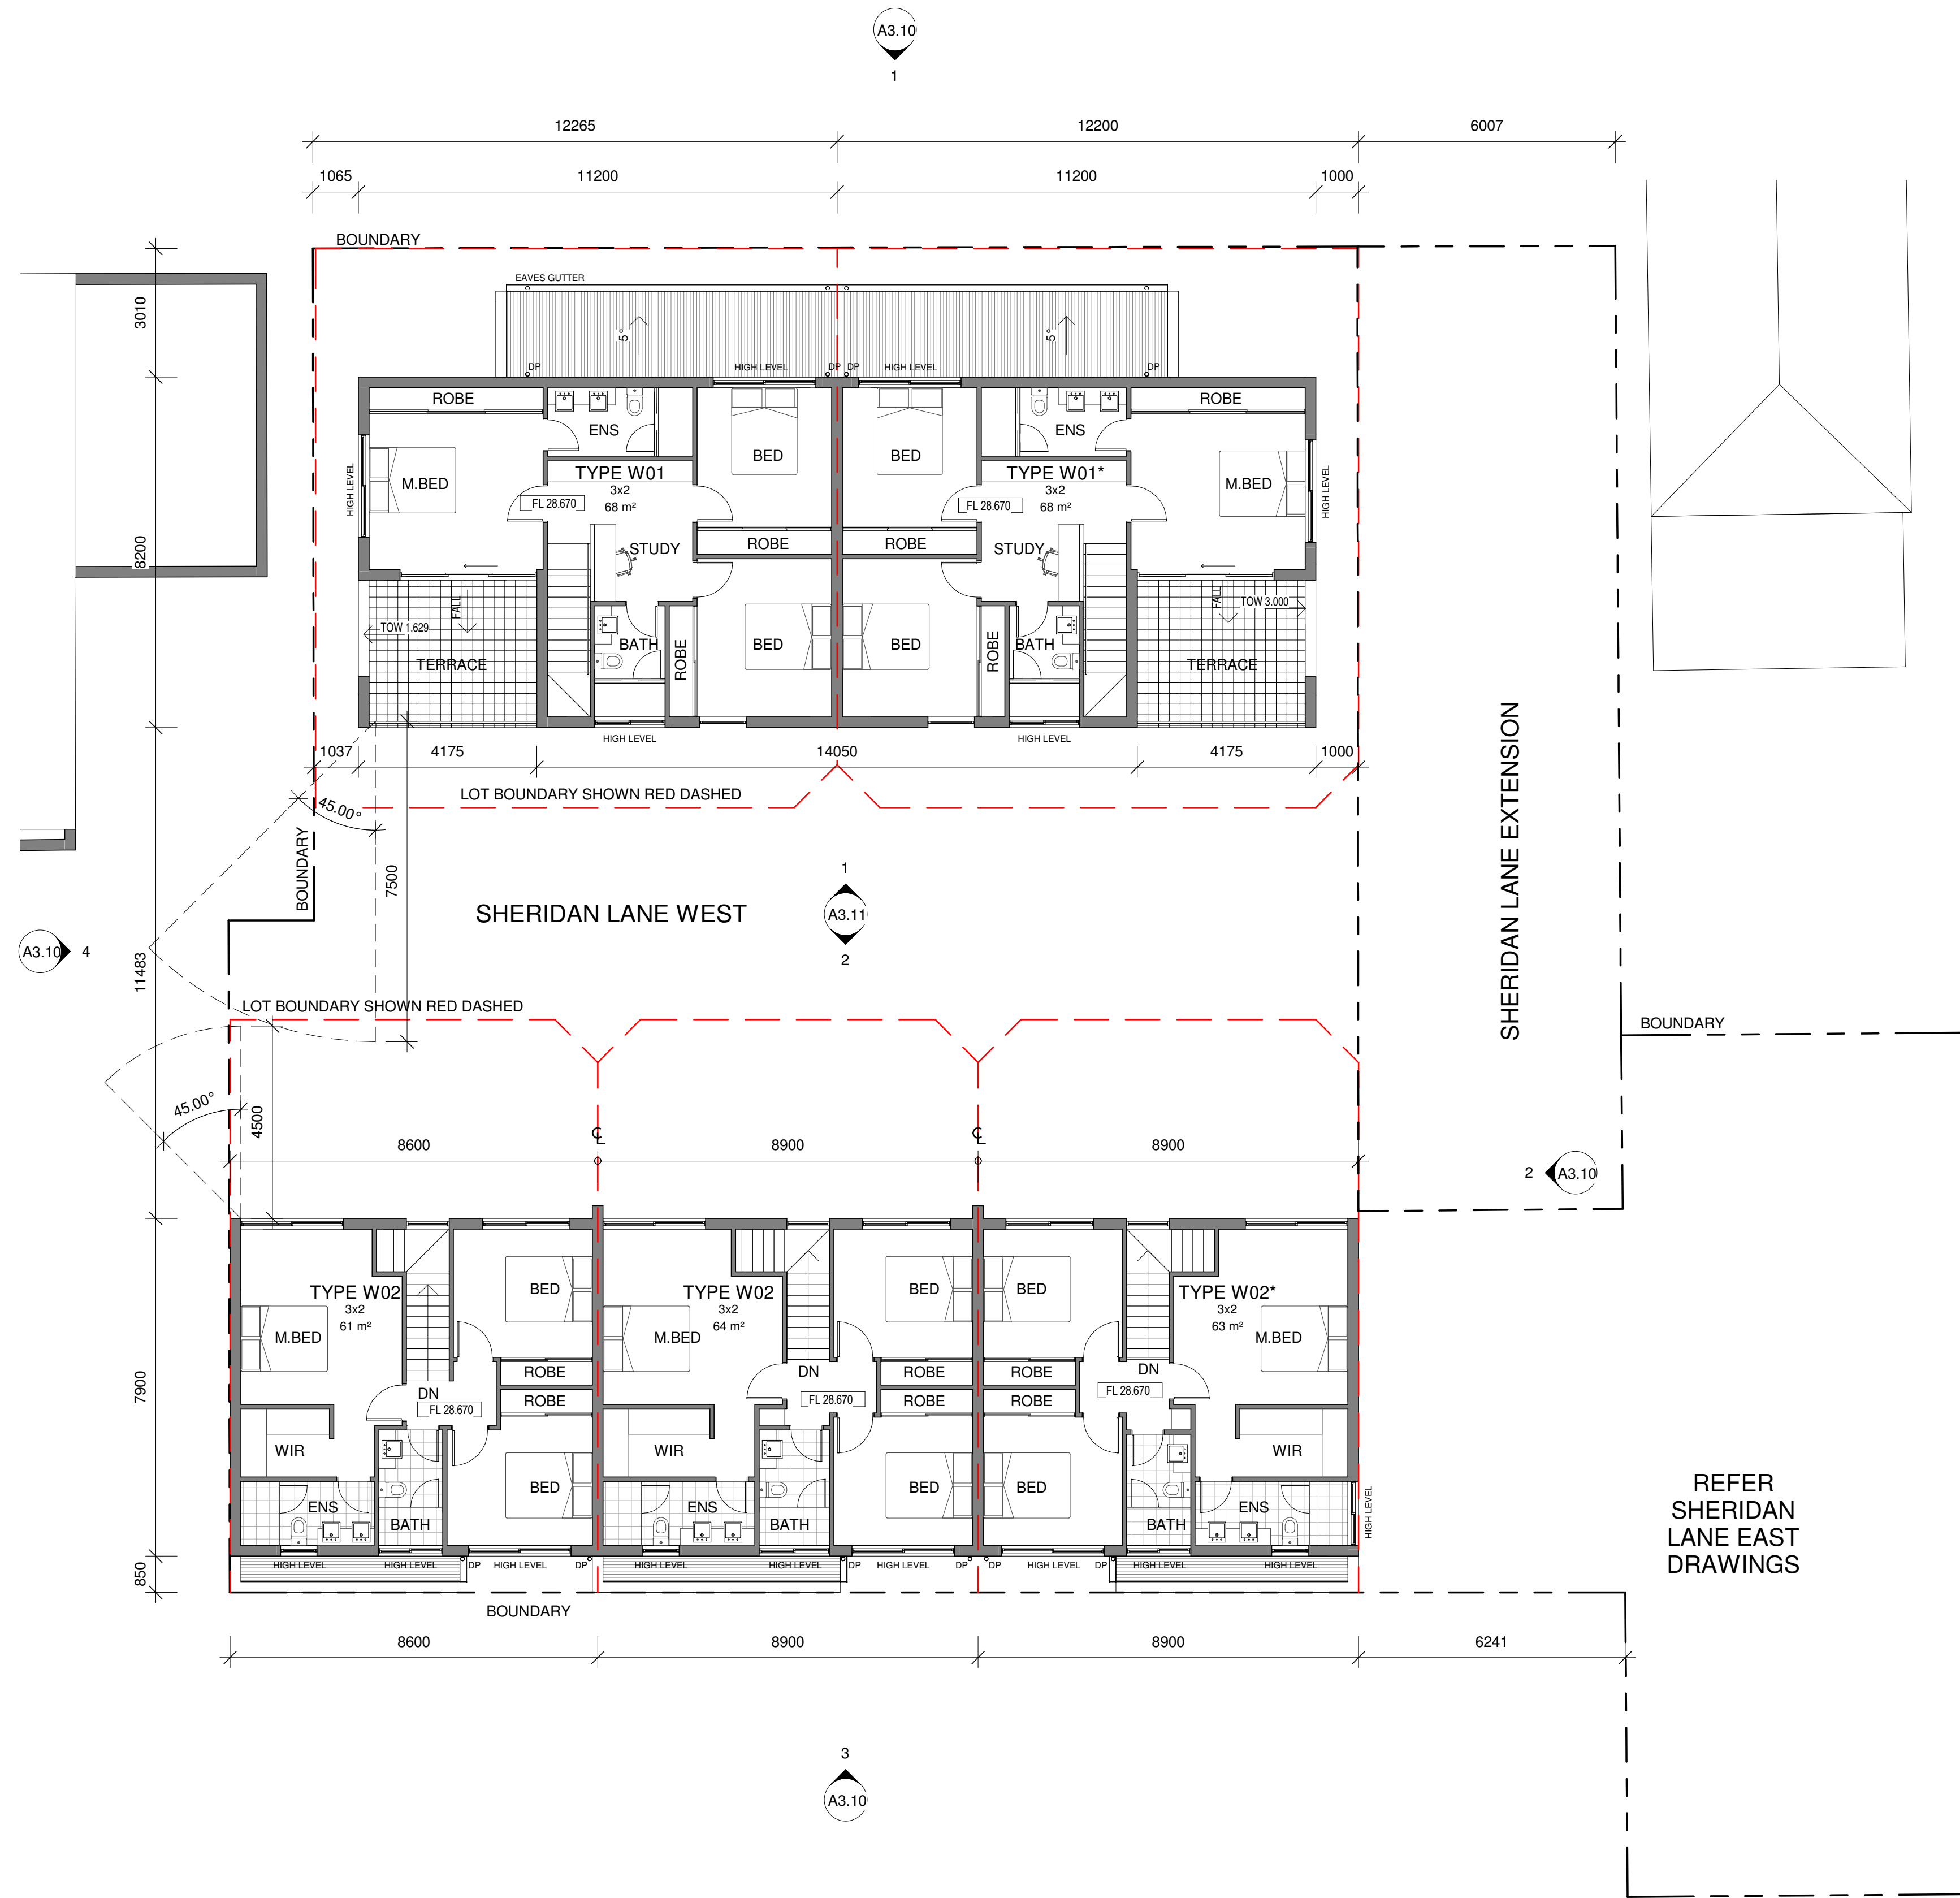 A3.10
1
12265
12200
6007
1065
11200
11200
1000
BOUNDARY
EAVES GUTTER
3010
5°
5°
DP
HIGH LEVEL
DP
DP
HIGH LEVEL
DP
ROBE
ENS
BED
BED
ENS
ROBE
HIGH LEVEL
M.BED
TYPE W01
3x2
68 m²
FL 28.670
TYPE W01*
3x2
68 m²
FL 28.670
M.BED
HIGH LEVEL
8200
STUDY
ROBE
ROBE
STUDY
FALL
TOW 1.629
TERRACE
BATH
ROBE
BED
BED
ROBE
BATH
FALL
TOW 3.000
TERRACE
HIGH LEVEL
HIGH LEVEL
1037
4175
14050
4175
1000
LOT BOUNDARY SHOWN RED DASHED
45.00°
BOUNDARY
7500
SHERIDAN LANE WEST
1
A3.11
2
SHERIDAN LANE EXTENSION
A3.10
4
11483
LOT BOUNDARY SHOWN RED DASHED
BOUNDARY
45.00°
4500
8600
℄
8900
℄
8900
2
A3.10
TYPE W02
3x2
61 m²
M.BED
BED
TYPE W02
3x2
64 m²
M.BED
BED
BED
TYPE W02*
3x2
63 m²
M.BED
7900
DN
FL 28.670
ROBE
ROBE
DN
FL 28.670
ROBE
ROBE
ROBE
ROBE
DN
FL 28.670
WIR
WIR
WIR
ENS
BATH
BED
ENS
BATH
BED
BED
BATH
ENS
HIGH LEVEL
850
HIGH LEVEL
HIGH LEVEL
DP
HIGH LEVEL
DP
HIGH LEVEL
HIGH LEVEL
DP
HIGH LEVEL
DP
DP
HIGH LEVEL
DP
HIGH LEVEL
HIGH LEVEL
REFER
SHERIDAN
LANE EAST
DRAWINGS
BOUNDARY
8600
8900
8900
6241
3
A3.10